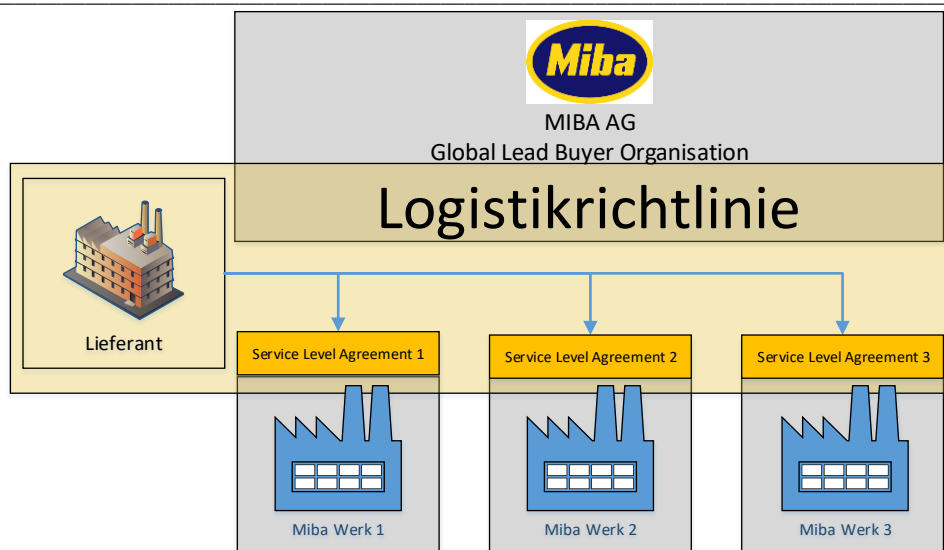 Miba
MIBA AG
Global Lead Buyer Organisation
Logistikrichtlinie
Lieferant
Service Level Agreement 1
Service Level Agreement 2
Service Level Agreement 3
Miba Werk 1
Miba Werk 2
Miba Werk 3